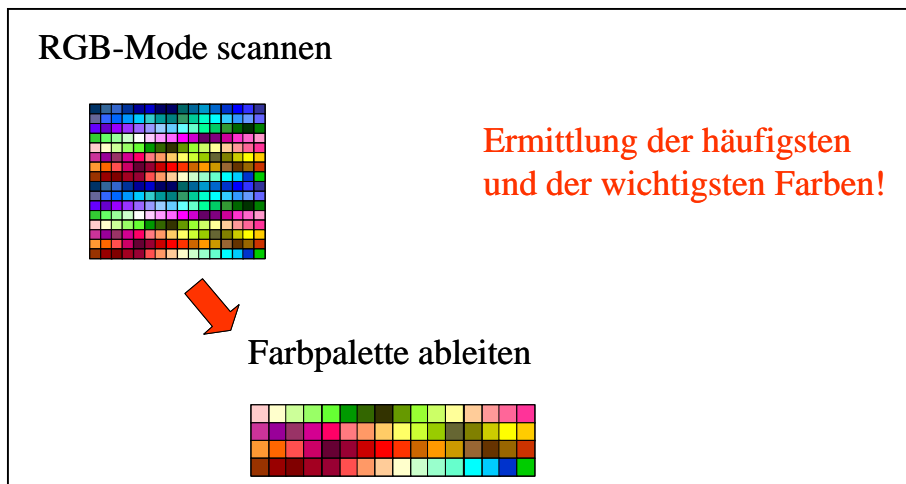 RGB-Mode scannen
Ermittlung der häufigsten
und der wichtigsten Farben!
Farbpalette ableiten